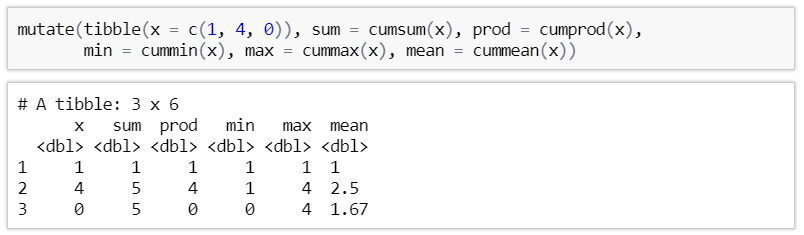 mutate(tibble(x = c(1, 4, 0)), sum = cumsum(x), prod = cumprod(x),
       min = cummin(x), max = cummax(x), mean = cummean(x))
# A tibble: 3 x 6
      x   sum  prod   min   max  mean
  <dbl> <dbl> <dbl> <dbl> <dbl> <dbl>
1     1     1     1     1     1  1
2     4     5     4     1     4  2.5
3     0     5     0     0     4  1.67